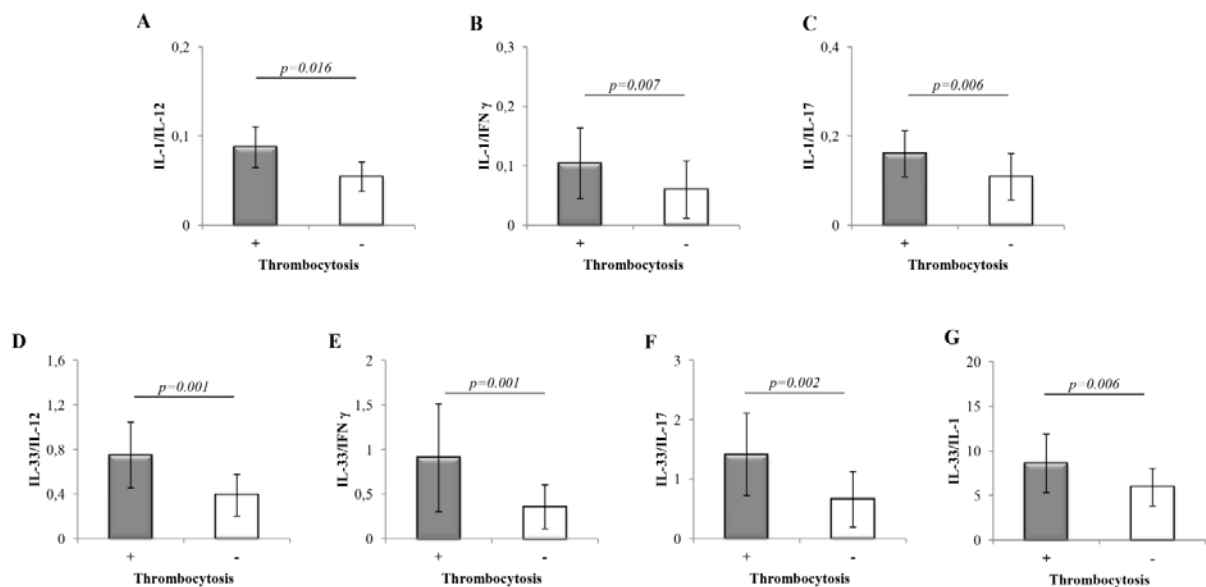 A
IL-1/IL-12
0,2
0,1
0
p=0.016
+ -
Thrombocytosis
B
IL-1/IFN γ
0,3
0,2
0,1
0,0
p=0.007
+ -
Thrombocytosis
C
IL-1/IL-17
0,4
0,2
0
p=0.006
+ -
Thrombocytosis
D
IL-33/IL-12
1,6
1,2
0,8
0,4
0
p=0.001
+ -
Thrombocytosis
E
IL-33/IFN γ
2
1,5
1
0,5
0
p=0.001
+ -
Thrombocytosis
F
IL-33/IL-17
3
2
1
0
p=0.002
+ -
Thrombocytosis
G
IL-33/IL-1
20
15
10
5
0
p=0.006
+ -
Thrombocytosis